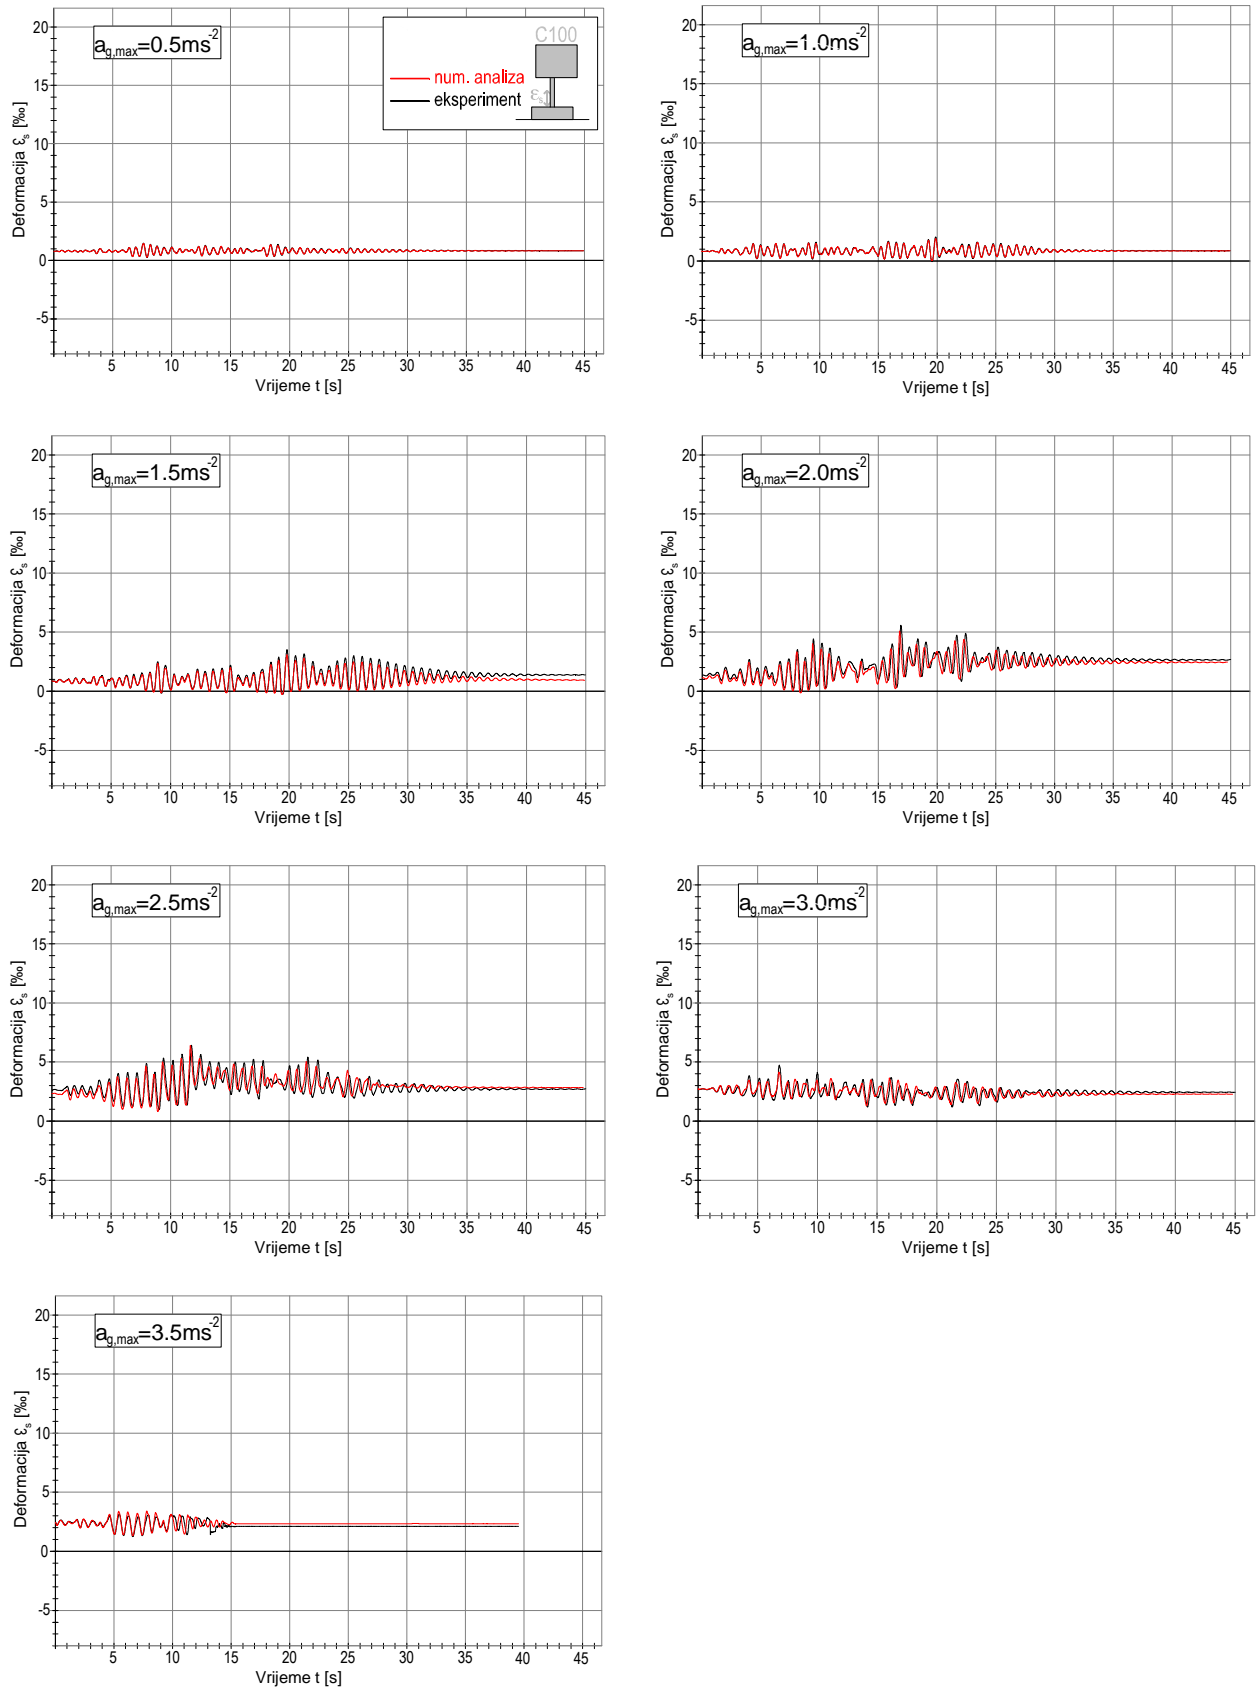 a_g,max=0.5ms^-2
C100
num. analiza
eksperiment
ε_s
20
15
10
5
0
-5
Deformacija ε_s [‰]
5 10 15 20 25 30 35 40 45
Vrijeme t [s]
a_g,max=1.0ms^-2
20
15
10
5
0
-5
Deformacija ε_s [‰]
5 10 15 20 25 30 35 40 45
Vrijeme t [s]
a_g,max=1.5ms^-2
20
15
10
5
0
-5
Deformacija ε_s [‰]
5 10 15 20 25 30 35 40 45
Vrijeme t [s]
a_g,max=2.0ms^-2
20
15
10
5
0
-5
Deformacija ε_s [‰]
5 10 15 20 25 30 35 40 45
Vrijeme t [s]
a_g,max=2.5ms^-2
20
15
10
5
0
-5
Deformacija ε_s [‰]
5 10 15 20 25 30 35 40 45
Vrijeme t [s]
a_g,max=3.0ms^-2
20
15
10
5
0
-5
Deformacija ε_s [‰]
5 10 15 20 25 30 35 40 45
Vrijeme t [s]
a_g,max=3.5ms^-2
20
15
10
5
0
-5
Deformacija ε_s [‰]
5 10 15 20 25 30 35 40 45
Vrijeme t [s]